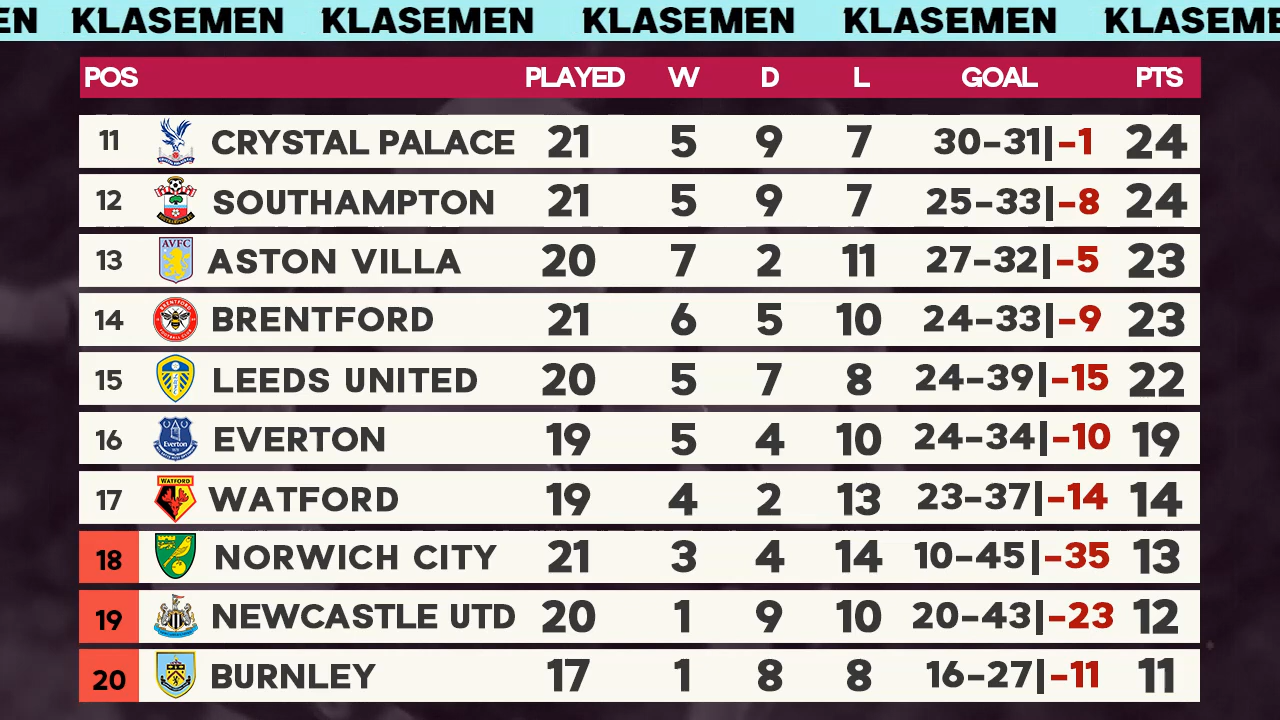 EN KLASEMEN KLASEMEN KLASEMEN KLASEMEN KLASEME
POS PLAYED W D L GOAL PTS
11 CRYSTAL PALACE 21 5 9 7 30-31|-1 24
12 SOUTHAMPTON 21 5 9 7 25-33|-8 24
13 AVFC ASTON VILLA 20 7 2 11 27-32|-5 23
14 BRENTFORD 21 6 5 10 24-33|-9 23
15 LEEDS UNITED 20 5 7 8 24-39|-15 22
16 Everton EVERTON 19 5 4 10 24-34|-10 19
17 WATFORD WATFORD 19 4 2 13 23-37|-14 14
18 NORWICH CITY 21 3 4 14 10-45|-35 13
19 NEWCASTLE UTD 20 1 9 10 20-43|-23 12
20 BURNLEY 17 1 8 8 16-27|-11 11